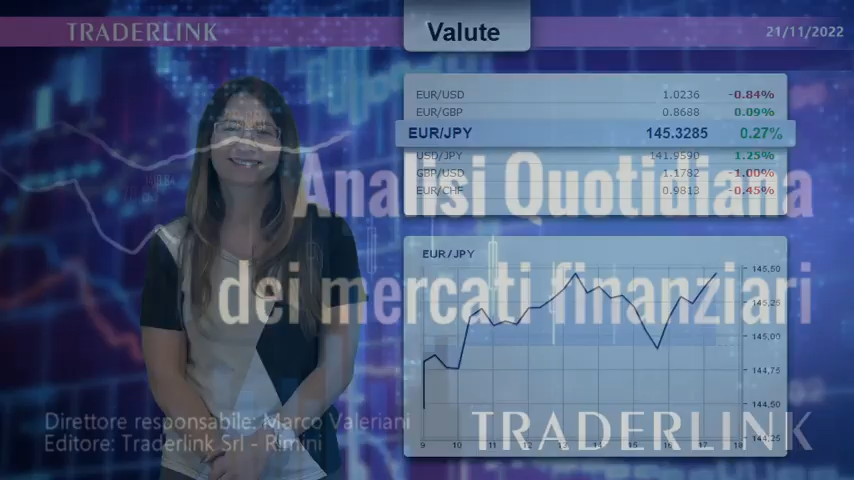 TRADERLINK
Valute
21/11/2022
EUR/USD 1.0236 -0.84%
EUR/GBP 0.8688 0.09%
EUR/JPY 145.3285 0.27%
USD/JPY 141.9590 1.25%
GBP/USD 1.1782 -1.00%
EUR/CHF 0.9813 -0.45%
Analisi Quotidiana
dei mercati finanziari
EUR/JPY
145,50
145,25
145,00
144,75
144,50
144,25
9 10 11 12 13 14 15 16 17 18
Direttore responsabile: Marco Valeriani
Editore: Traderlink Srl - Rimini
TRADERLINK